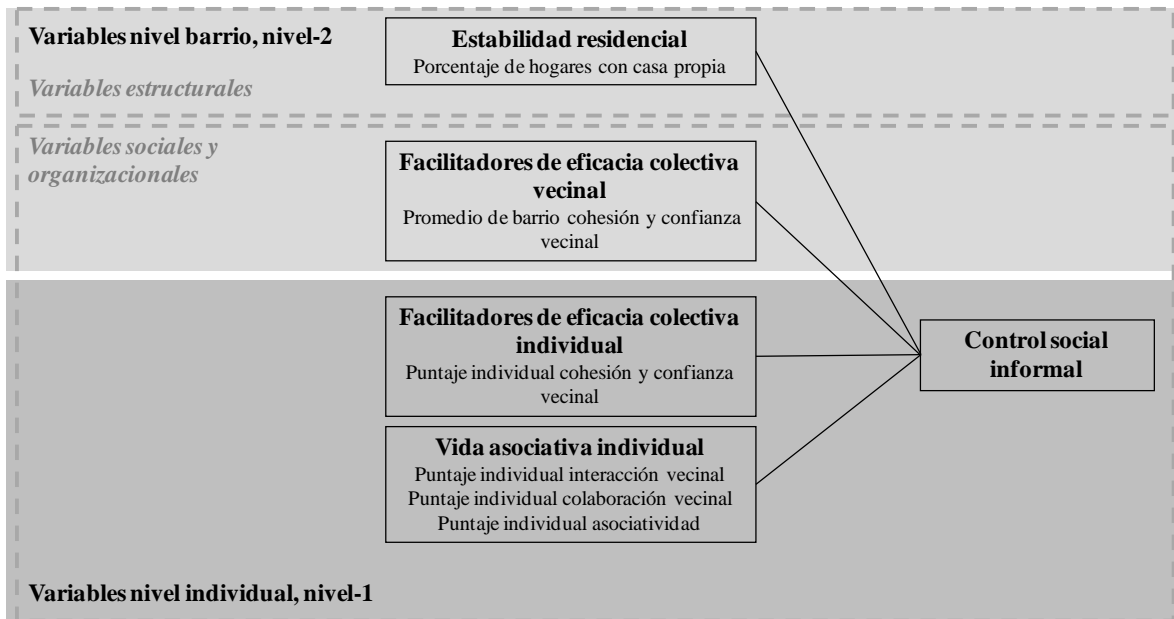 Variables nivel barrio, nivel-2
Variables estructurales
Estabilidad residencial
Porcentaje de hogares con casa propia
Variables sociales y
organizacionales
Facilitadores de eficacia colectiva
vecinal
Promedio de barrio cohesión y confianza
vecinal
Facilitadores de eficacia colectiva
individual
Puntaje individual cohesión y confianza
vecinal
Control social
informal
Vida asociativa individual
Puntaje individual interacción vecinal
Puntaje individual colaboración vecinal
Puntaje individual asociatividad
Variables nivel individual, nivel-1